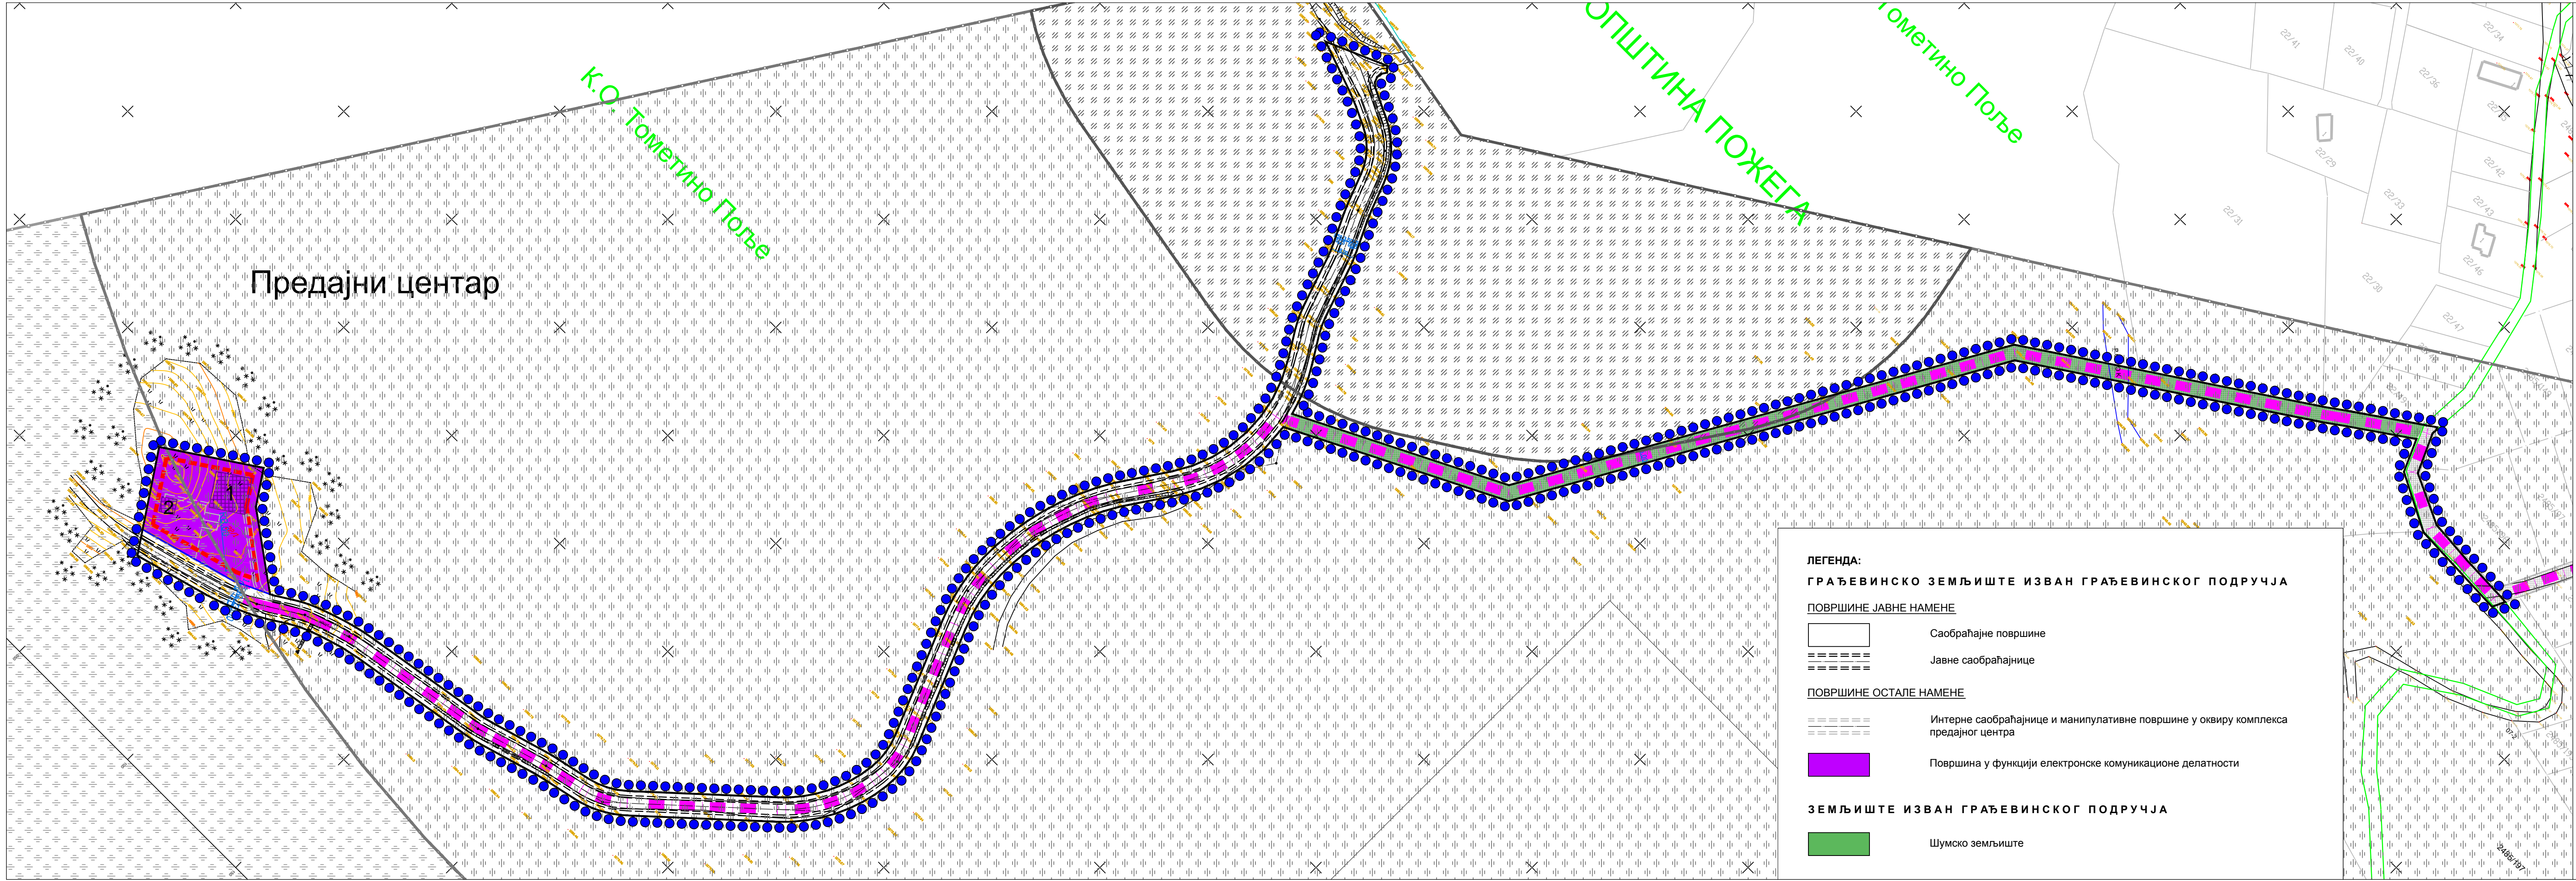 К.О. Тометино Поље
ОПШТИНА ПОЖЕГА
Тометино Поље
Предајни центар
1
2
22/41
22/40
22/34
22/36
22/29
22/33
22/42
22/43
22/31
22/46
22/30
22/47
ЛЕГЕНДА:
ГРАЂЕВИНСКО ЗЕМЉИШТЕ ИЗВАН ГРАЂЕВИНСКОГ ПОДРУЧЈА
ПОВРШИНЕ ЈАВНЕ НАМЕНЕ
Саобраћајне површине
Јавне саобраћајнице
ПОВРШИНЕ ОСТАЛЕ НАМЕНЕ
Интерне саобраћајнице и манипулативне површине у оквиру комплекса
предајног центра
Површина у функцији електронске комуникационе делатности
ЗЕМЉИШТЕ ИЗВАН ГРАЂЕВИНСКОГ ПОДРУЧЈА
Шумско земљиште
2485/197